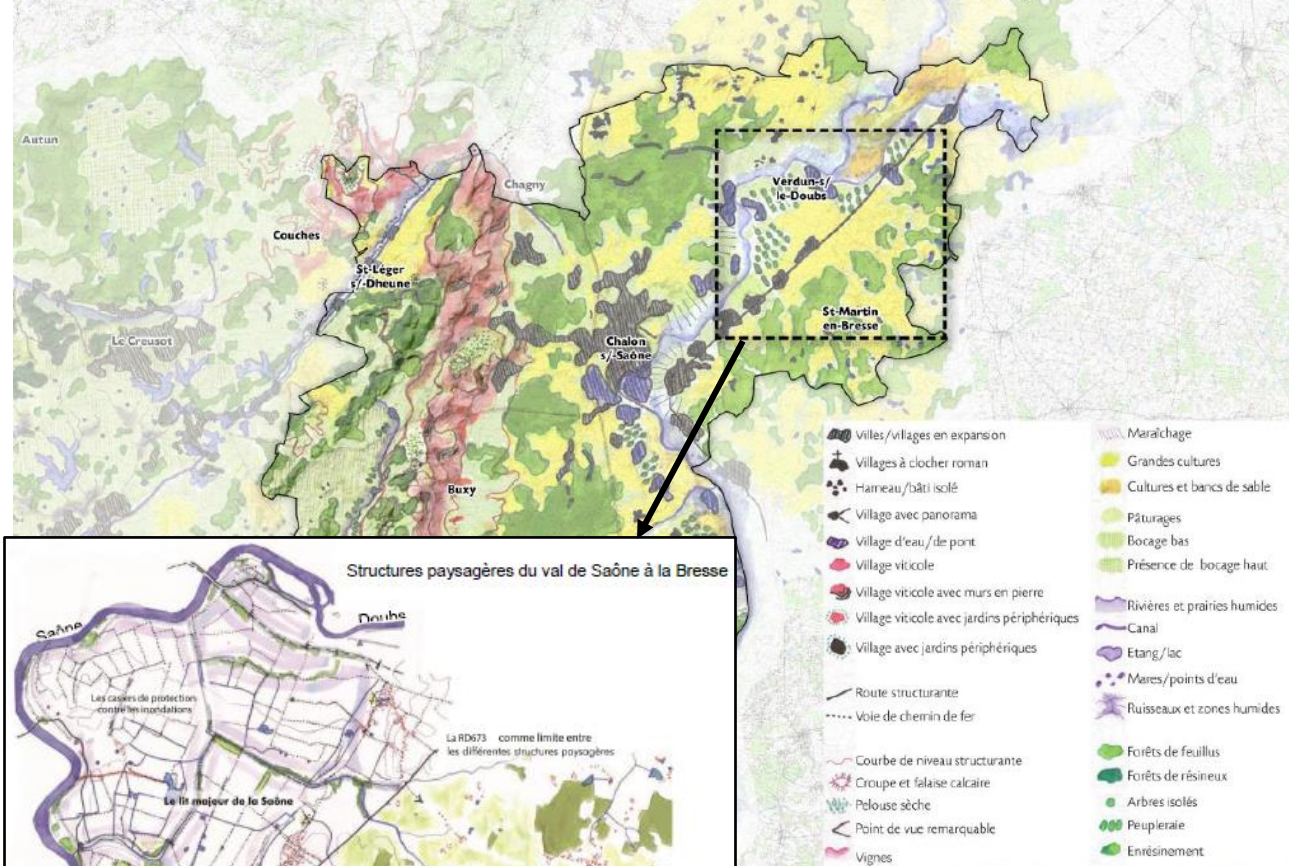 Autun
Chagny
Couches
Verdun-s/
le-Doubs
St-Léger
s/-Dheune
St-Martin
en-Bresse
Le Creusot
Chalon
s/-Saône
Buxy
Villes/villages en expansion
Villages à clocher roman
Hameau/bâti isolé
Village avec panorama
Village d'eau/de pont
Village viticole
Village viticole avec murs en pierre
Village viticole avec jardins périphériques
Village avec jardins périphériques
Route structurante
Voie de chemin de fer
Courbe de niveau structurante
Croupe et falaise calcaire
Pelouse sèche
Point de vue remarquable
Vignes
Maraîchage
Grandes cultures
Cultures et bancs de sable
Pâturages
Bocage bas
Présence de bocage haut
Rivières et prairies humides
Canal
Etang/lac
Mares/points d'eau
Ruisseaux et zones humides
Forêts de feuillus
Forêts de résineux
Arbres isolés
Peupleraie
Enrésinement
Structures paysagères du val de Saône à la Bresse
Saône
Doubs
Les casiers de protection
contre les inondations
La RD673 comme limite entre
les différentes structures paysagères
Le lit majeur de la Saône